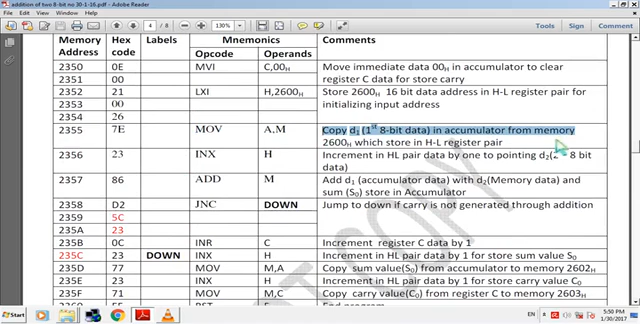 addition of two 8-bit no 30-1-16.pdf - Adobe Reader
File Edit View Window Help
4 / 8 130% Tools Sign Comment
Memory Address Hex code Labels Mnemonics Comments
Opcode Operands
2350 0E MVI C,00H Move immediate data 00H in accumulator to clear
2351 00 register C data for store carry
2352 21 LXI H,2600H Store 2600H 16 bit data address in H-L register pair for
2353 00 initializing input address
26
2355 7E MOV A,M Copy d1 (1st 8-bit data) in accumulator from memory
2600H which store in H-L register pair
2356 23 INX H Increment in HL pair data by one to pointing d2(2 8 bit
data)
2357 86 ADD M Add d1 (accumulator data) with d2(Memory data) and
sum (S0) store in Accumulator
2358 D2 JNC DOWN Jump to down if carry is not generated through addition
2359 5C
235A 23
235B 0C INR C Increment register C data by 1
235C 23 DOWN INX H Increment in HL pair data by 1 for store sum value S0
235D 77 MOV M,A Copy sum value(S0) from accumulator to memory 2602H
235E 23 INX H Increment in HL pair data by 1 for store carry value C0
235F 71 MOV M,C Copy carry value(C0) from register C to memory 2603H
Start EN 5:50 PM
1/30/2017